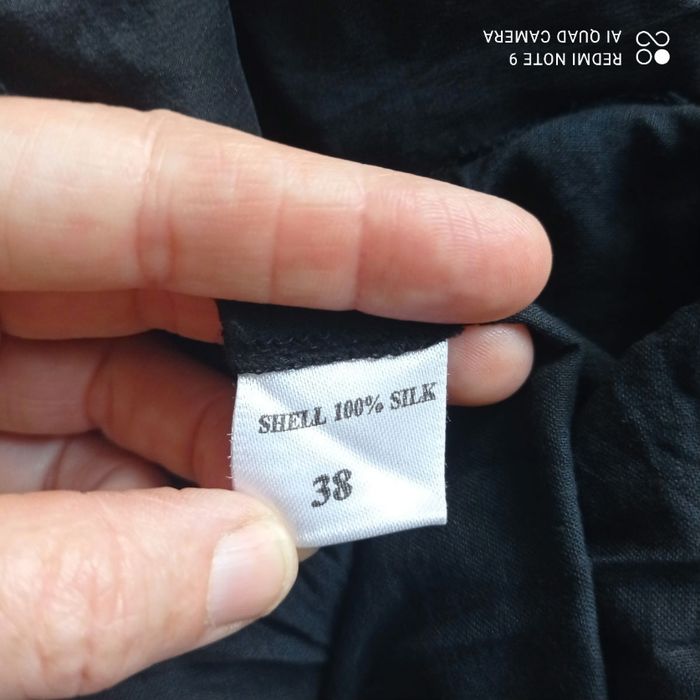 SHELL 100% SILK
38
REDMI NOTE 9
AI QUAD CAMERA